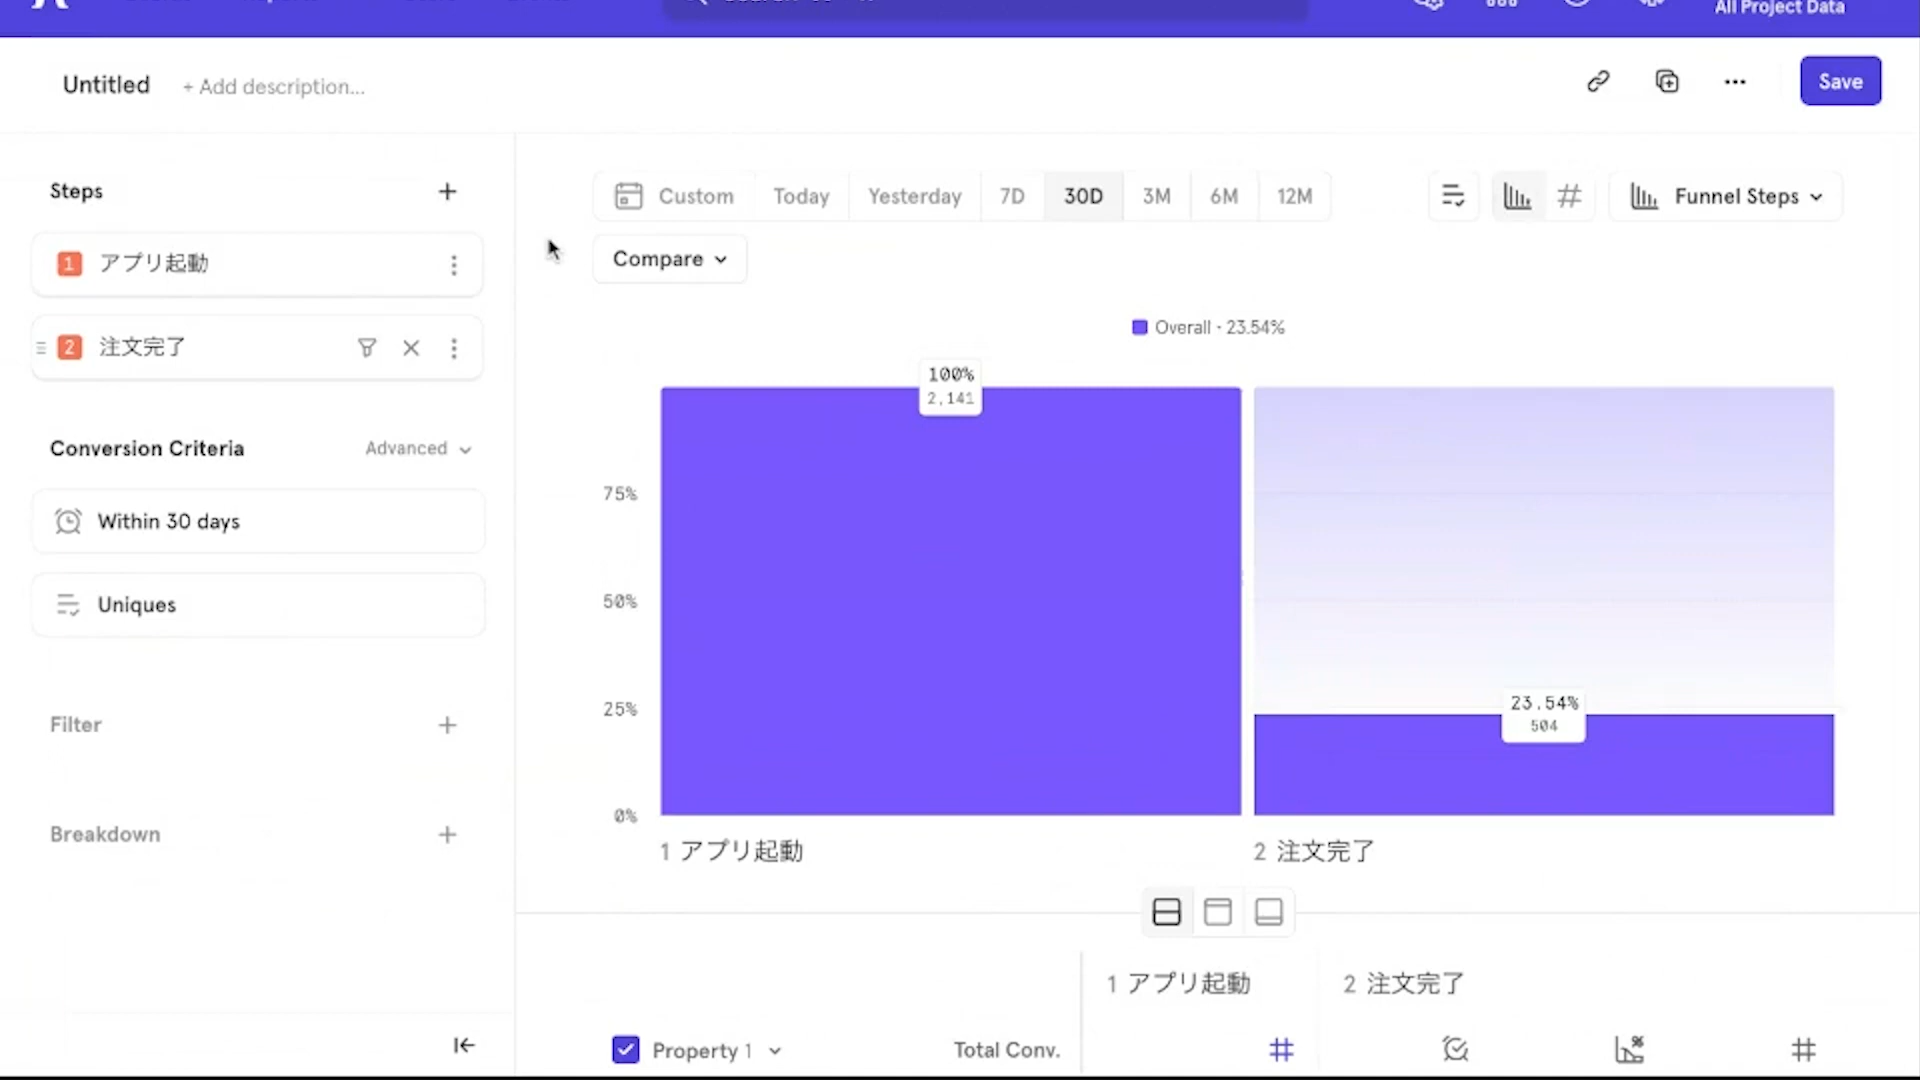 All Project Data
Untitled
+ Add description...
Save
Steps
1 アプリ起動
2 注文完了
Conversion Criteria
Advanced
Within 30 days
Uniques
Filter
Breakdown
Custom
Today
Yesterday
7D
30D
3M
6M
12M
Funnel Steps
Compare
Overall - 23.54%
100%
2,141
75%
50%
25%
0%
23.54%
504
1 アプリ起動
2 注文完了
1 アプリ起動
2 注文完了
Property 1
Total Conv.